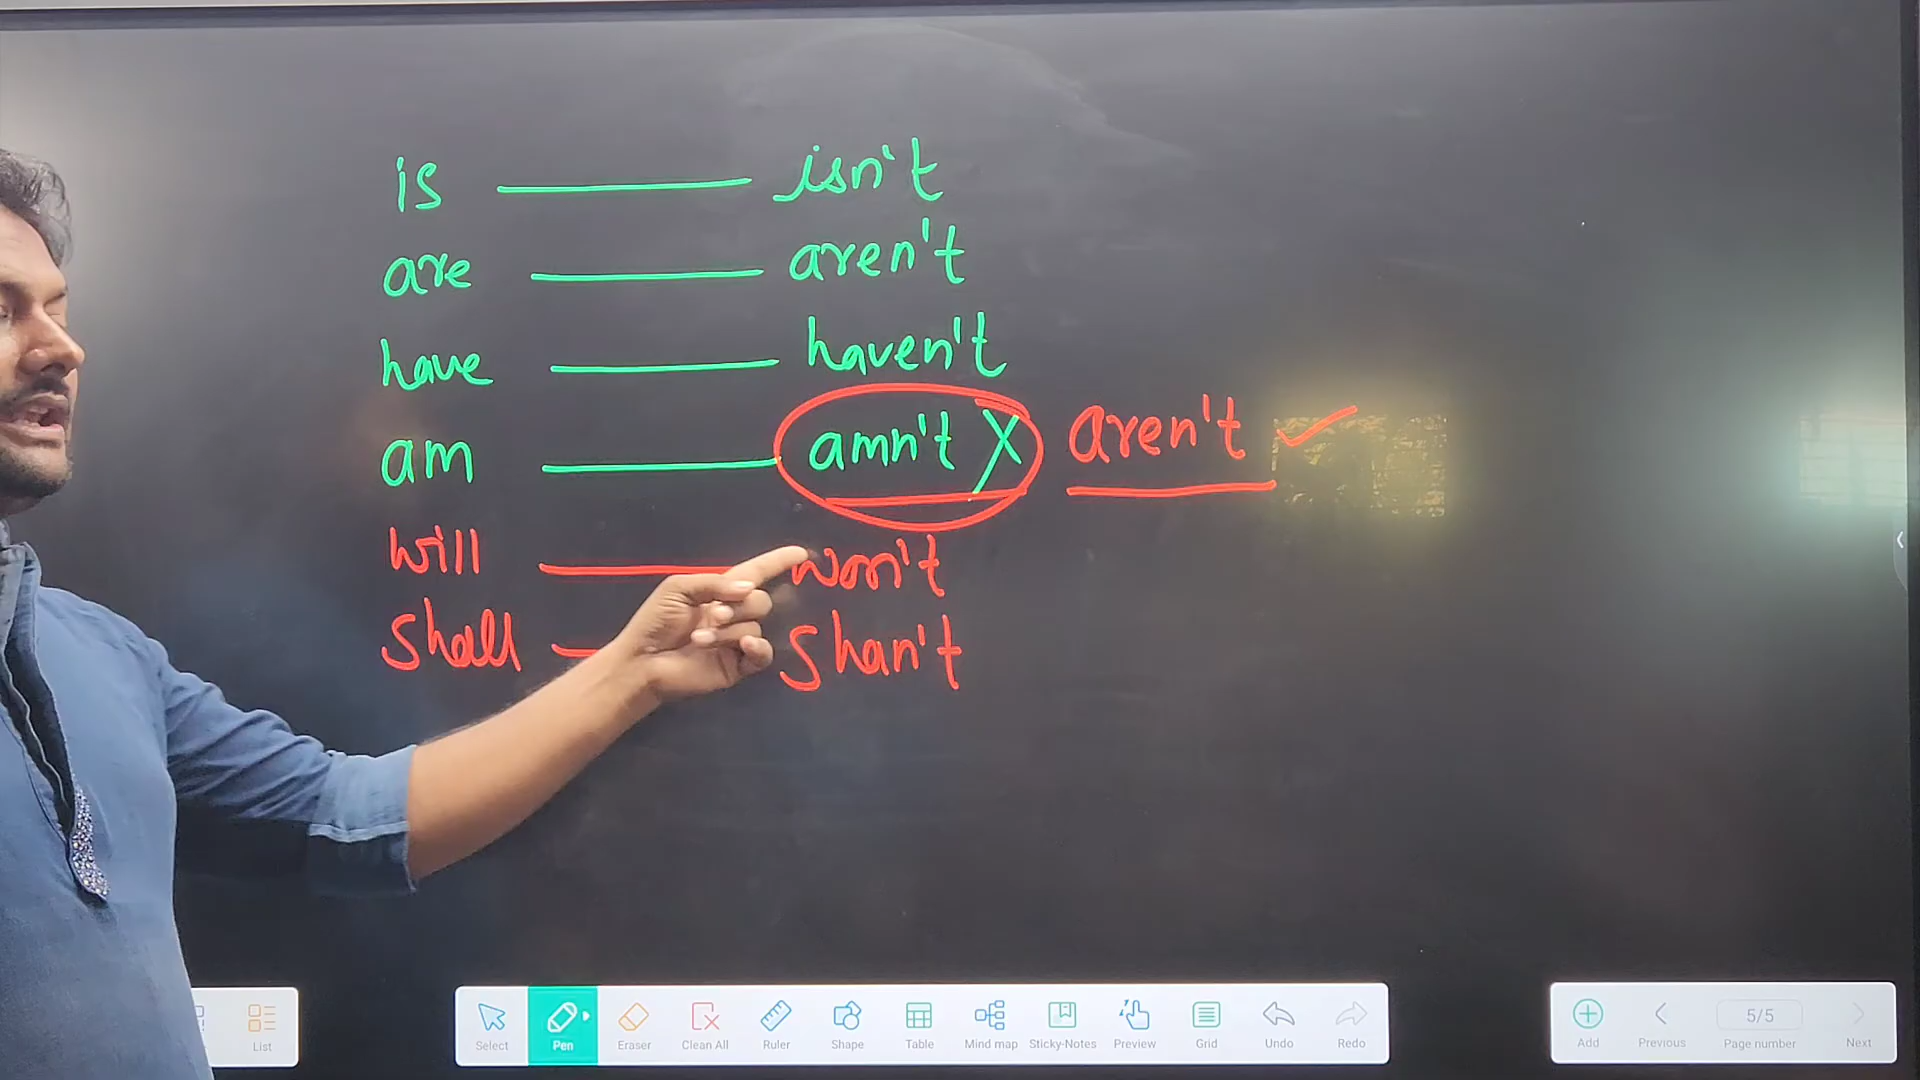 is isn't
are aren't
have haven't
am amn't X aren't ✓
will won't
shall shan't
List Select Pen Eraser Clean All Ruler Shape Table Mind map Sticky-Notes Preview Grid Undo Redo Add Previous 5/5 Page number Next